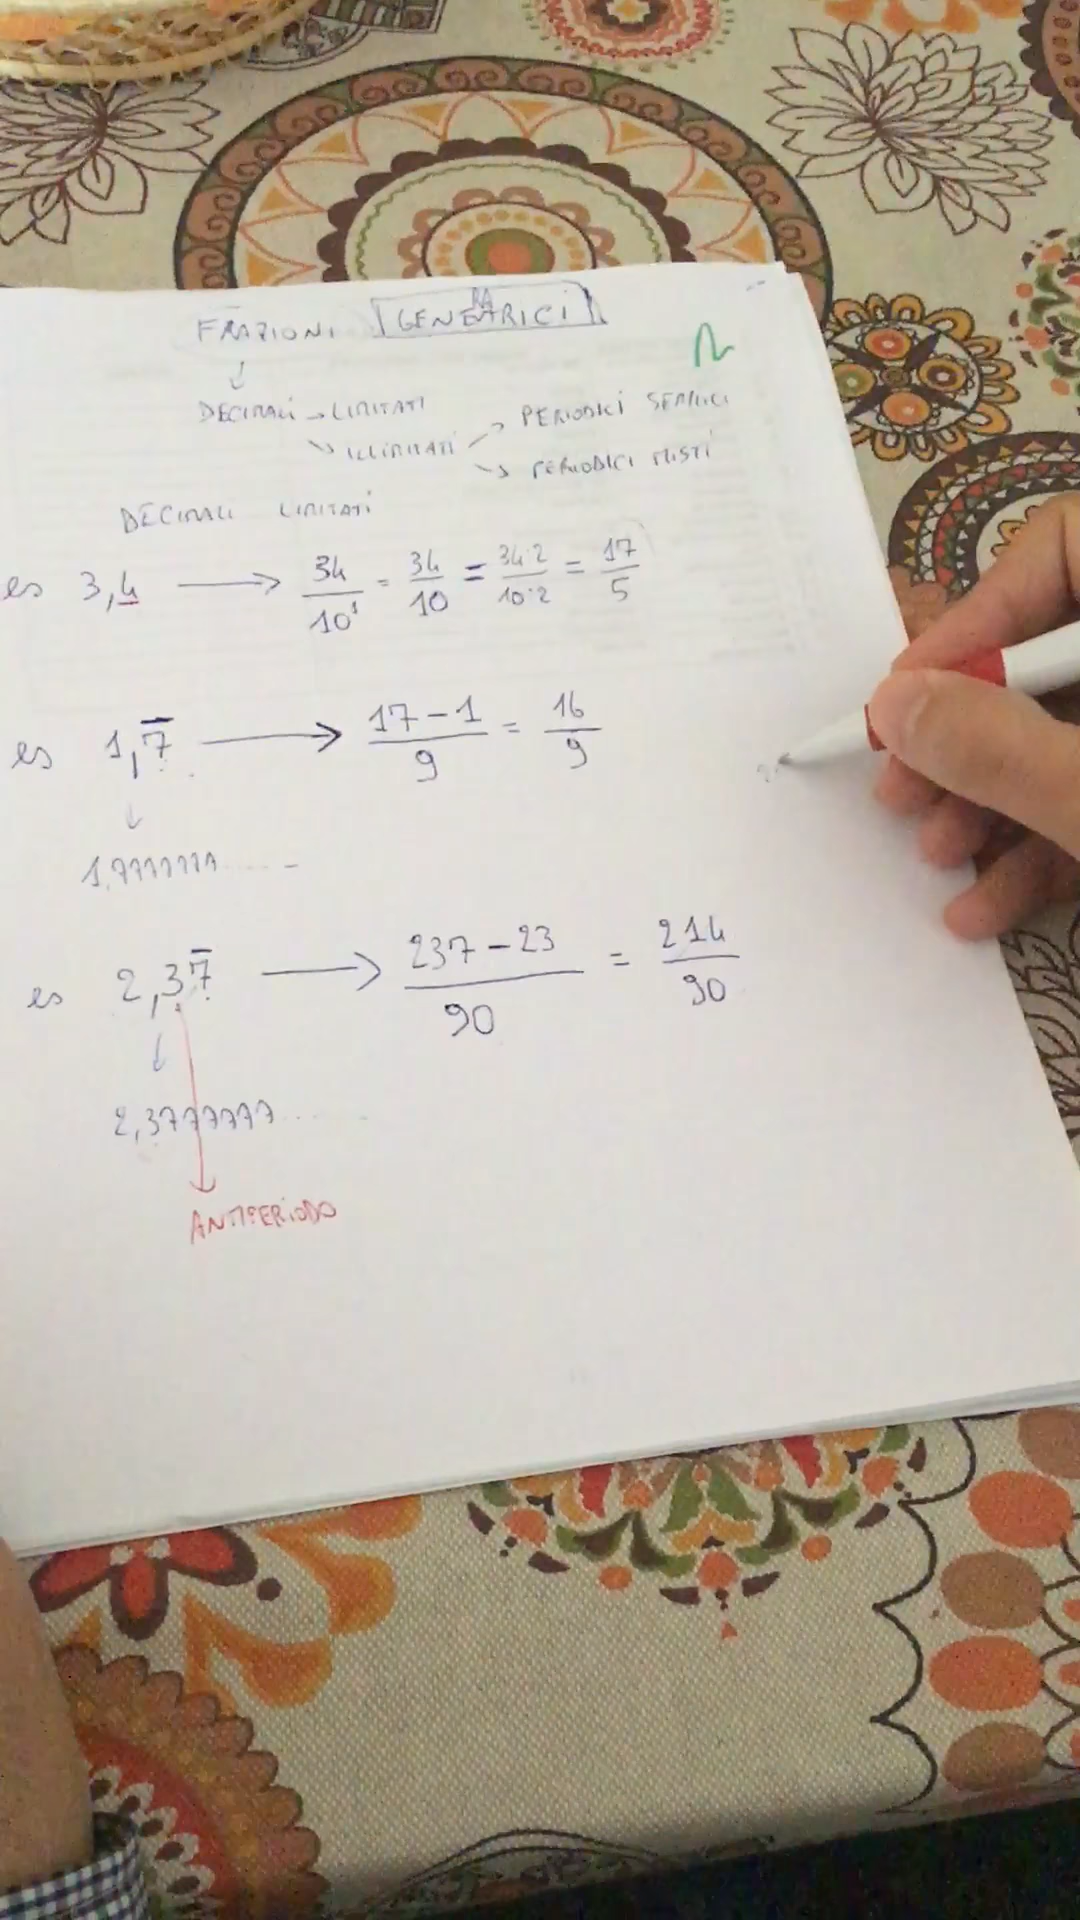 FRAZIONI GENERATRICI
↓
DECIMALI → LIMITATI
↘ ILLIMITATI → PERIODICI SEMPLICI
↘ PERIODICI MISTI
DECIMALI LIMITATI
es 3,4 ⟶ 34/10¹ = 34/10 = 34:2/10:2 = 17/5
es 1,7̅ ⟶ 17-1/9 = 16/9
↓
1,7777777.....
es 2,37̅ ⟶ 237-23/90 = 214/90
↓
2,3777777.....
ANTIPERIODO